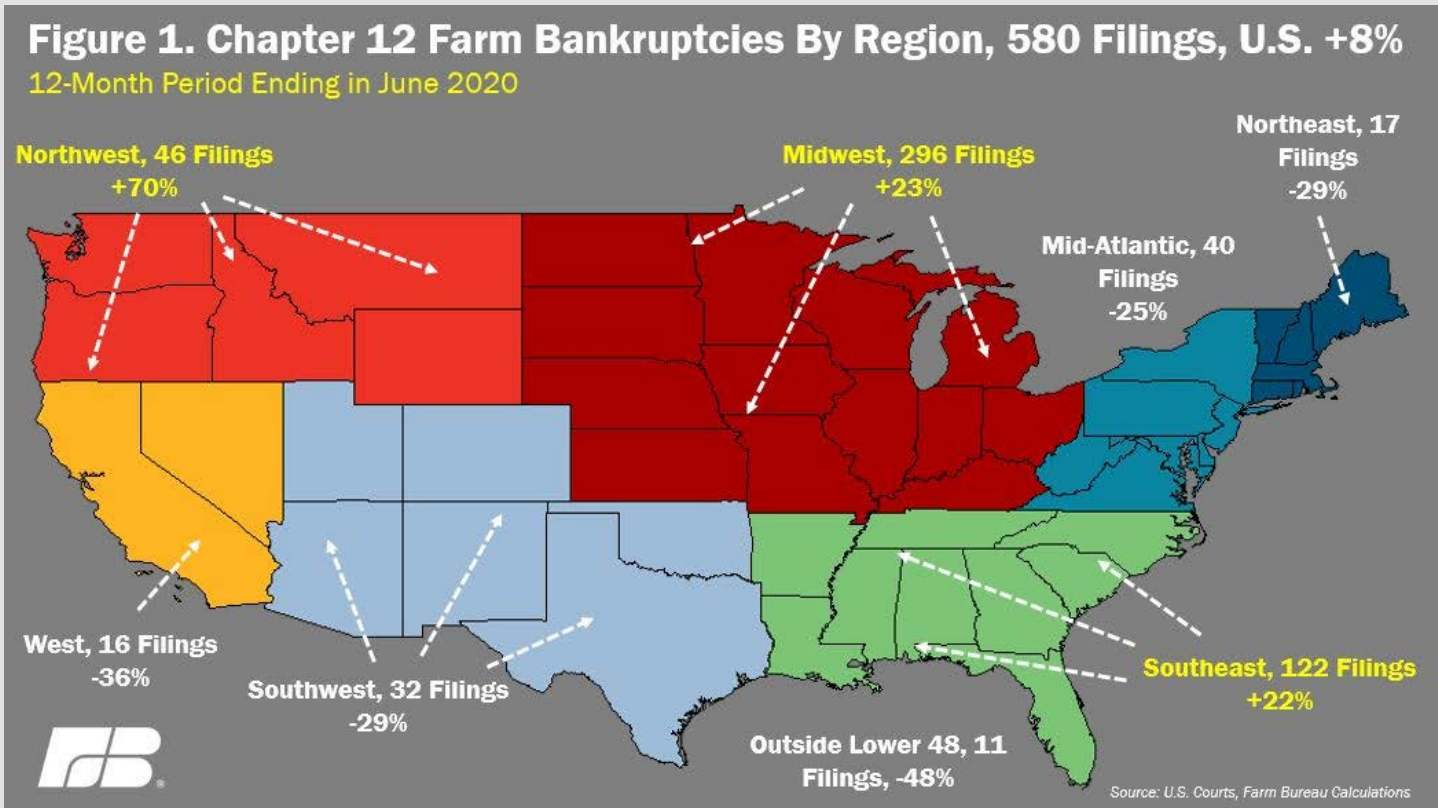 Figure 1. Chapter 12 Farm Bankruptcies By Region, 580 Filings, U.S. +8%
12-Month Period Ending in June 2020
Northwest, 46 Filings
+70%
Midwest, 296 Filings
+23%
Northeast, 17
Filings
-29%
Mid-Atlantic, 40
Filings
-25%
West, 16 Filings
-36%
Southwest, 32 Filings
-29%
Southeast, 122 Filings
+22%
Outside Lower 48, 11
Filings, -48%
FB®
Source: U.S. Courts, Farm Bureau Calculations